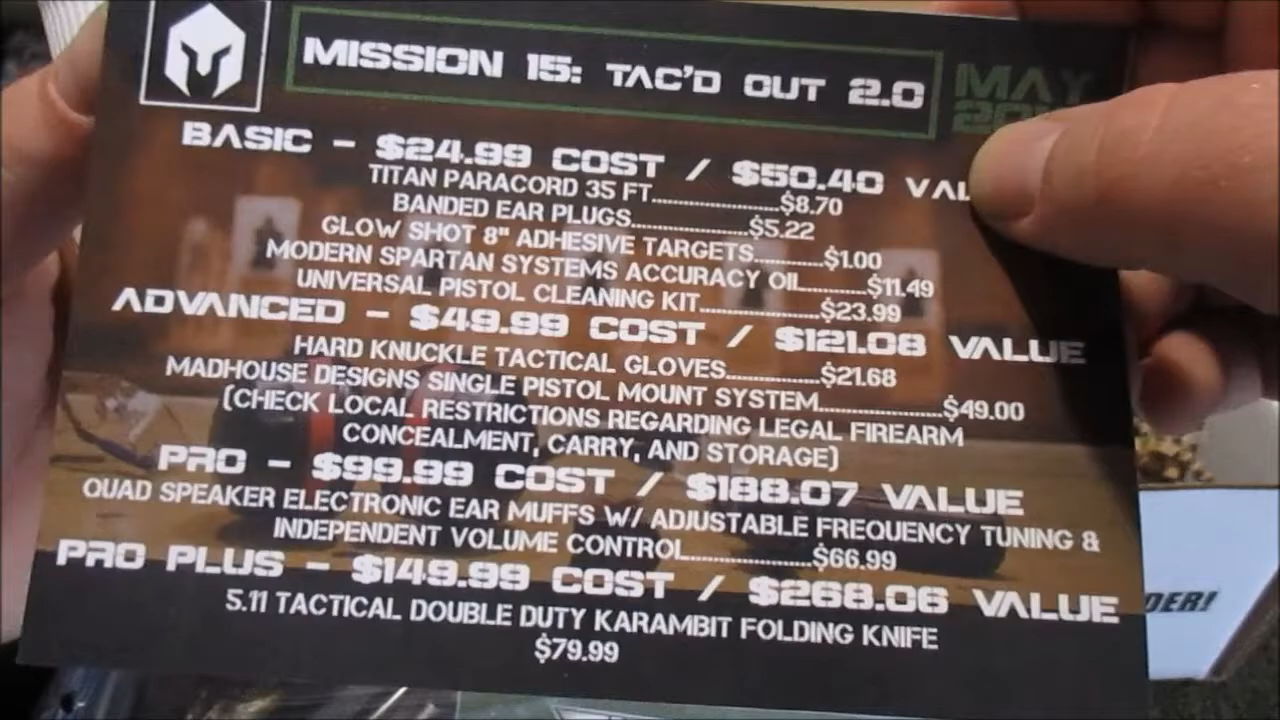 MISSION 15: TAC'D OUT 2.0
MAY
BASIC - $24.99 COST / $50.40
TITAN PARACORD 35 FT....................$8.70
BANDED EAR PLUGS..................$5.22
GLOW SHOT 8" ADHESIVE TARGETS...........$1.00
MODERN SPARTAN SYSTEMS ACCURACY OIL..........$11.49
UNIVERSAL PISTOL CLEANING KIT..................$23.99
ADVANCED - $49.99 COST / $121.08 VALUE
HARD KNUCKLE TACTICAL GLOVES...............$21.68
MADHOUSE DESIGNS SINGLE PISTOL MOUNT SYSTEM....................$49.00
(CHECK LOCAL RESTRICTIONS REGARDING LEGAL FIREARM
CONCEALMENT, CARRY, AND STORAGE)
PRO - $99.99 COST / $188.07 VALUE
QUAD SPEAKER ELECTRONIC EAR MUFFS W/ ADJUSTABLE FREQUENCY TUNING &
INDEPENDENT VOLUME CONTROL....................$66.99
PRO PLUS - $149.99 COST / $268.06 VALUE
5.11 TACTICAL DOUBLE DUTY KARAMBIT FOLDING KNIFE
$79.99